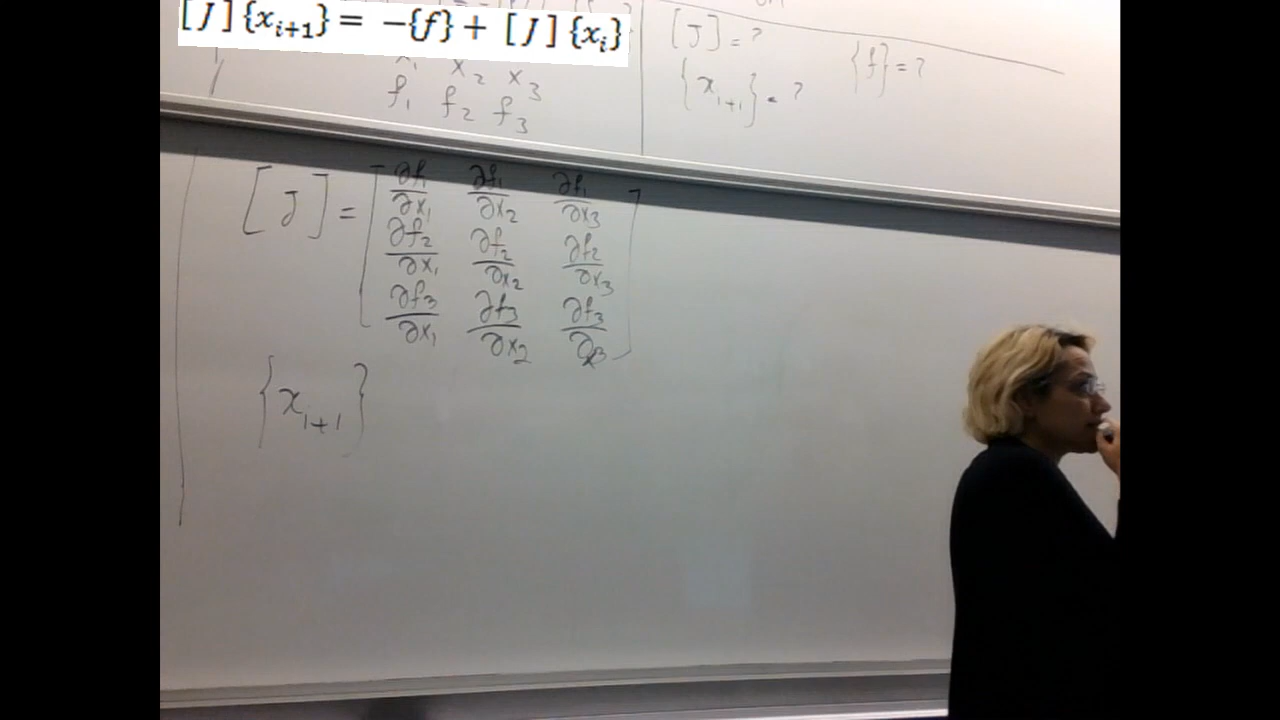 [J]{x_{i+1}} = -{f} + [J]{x_i}
[J] = ?
{f} = ?
{x_{i+1}} = ?
x_2 x_3
f_1 f_2 f_3
[J] = [ ∂f_1/∂x_1 ∂f_1/∂x_2 ∂f_1/∂x_3
∂f_2/∂x_1 ∂f_2/∂x_2 ∂f_2/∂x_3
∂f_3/∂x_1 ∂f_3/∂x_2 ∂f_3/∂x_3 ]
{x_{i+1}}